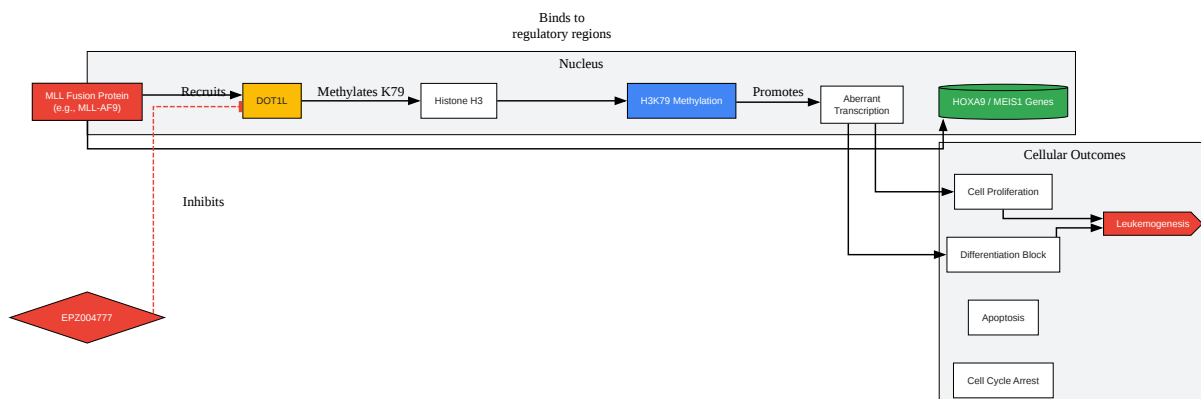 Binds to
regulatory regions
Nucleus
MLL Fusion Protein
(e.g., MLL-AF9)
Recruits
DOT1L
Methylates K79
Histone H3
H3K79 Methylation
Promotes
Aberrant
Transcription
HOXA9 / MEIS1 Genes
Cellular Outcomes
Cell Proliferation
Inhibits
Leukemogenesis
Differentiation Block
EPZ004777
Apoptosis
Cell Cycle Arrest